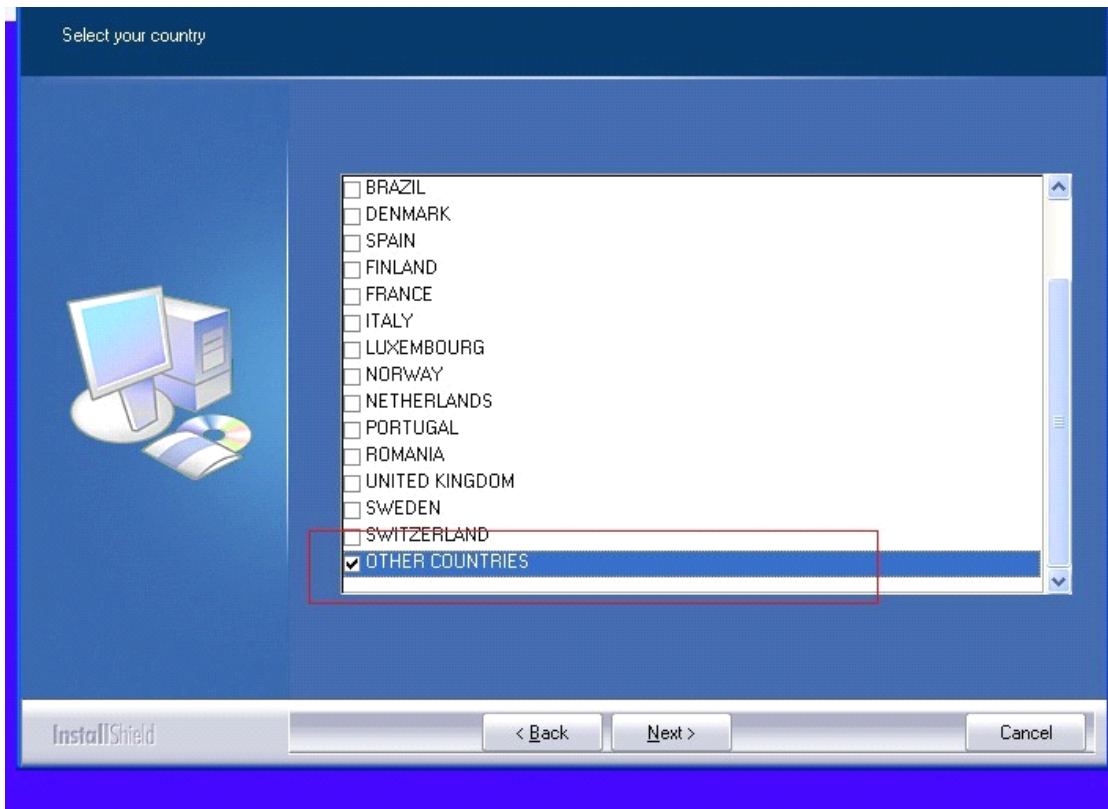 Select your country
BRAZIL
DENMARK
SPAIN
FINLAND
FRANCE
ITALY
LUXEMBOURG
NORWAY
NETHERLANDS
PORTUGAL
ROMANIA
UNITED KINGDOM
SWEDEN
SWITZERLAND
OTHER COUNTRIES
InstallShield
< Back
Next >
Cancel